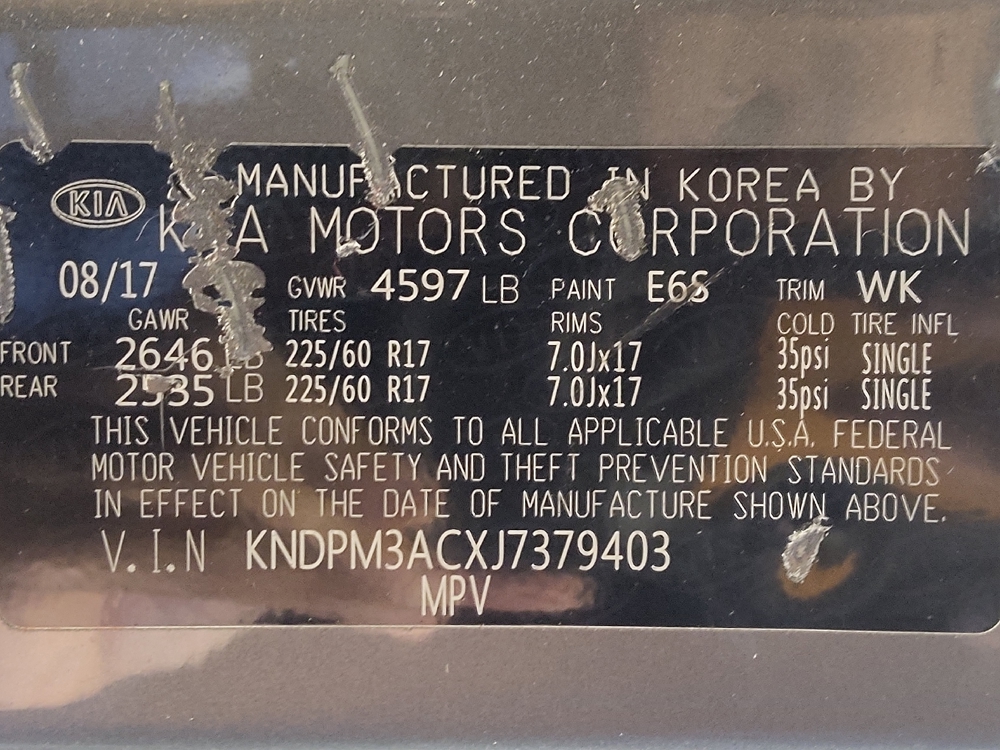 KIA MANUFACTURED IN KOREA BY
KIA MOTORS CORPORATION
08/17 GVWR 4597 LB PAINT E6S TRIM WK
GAWR TIRES RIMS COLD TIRE INFL
FRONT 2646 LB 225/60 R17 7.0Jx17 35psi SINGLE
REAR 2535 LB 225/60 R17 7.0Jx17 35psi SINGLE
THIS VEHICLE CONFORMS TO ALL APPLICABLE U.S.A. FEDERAL
MOTOR VEHICLE SAFETY AND THEFT PREVENTION STANDARDS
IN EFFECT ON THE DATE OF MANUFACTURE SHOWN ABOVE.
V.I.N KNDPM3ACXJ7379403
MPV